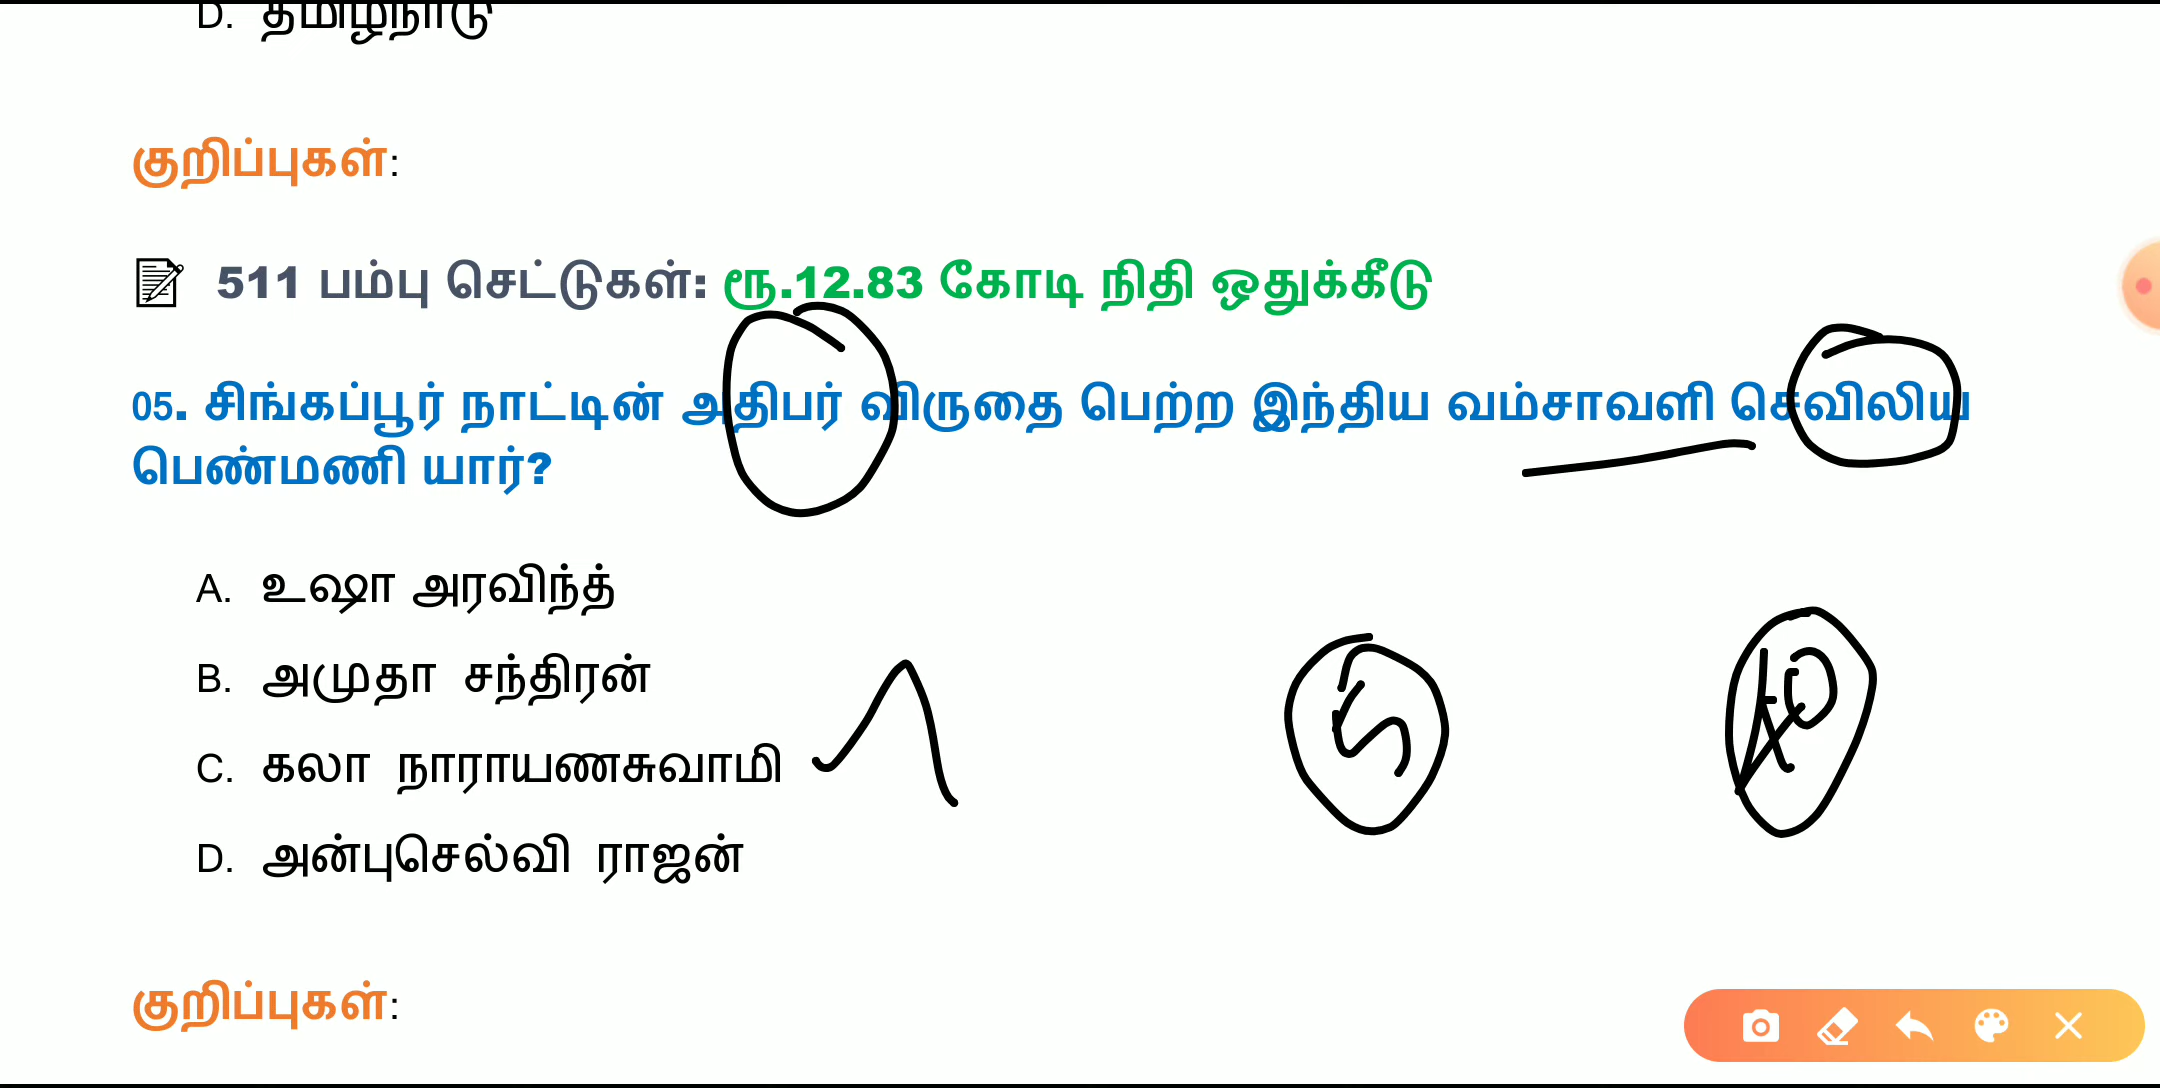 D. தமிழ்நாடு
குறிப்புகள்:
511 பம்பு செட்டுகள்: ரூ.12.83 கோடி நிதி ஒதுக்கீடு
05. சிங்கப்பூர் நாட்டின் அதிபர் விருதை பெற்ற இந்திய வம்சாவளி செவிலிய
பெண்மணி யார்?
A. உஷா அரவிந்த்
B. அமுதா சந்திரன்
C. கலா நாராயணசுவாமி
D. அன்புசெல்வி ராஜன்
குறிப்புகள்: